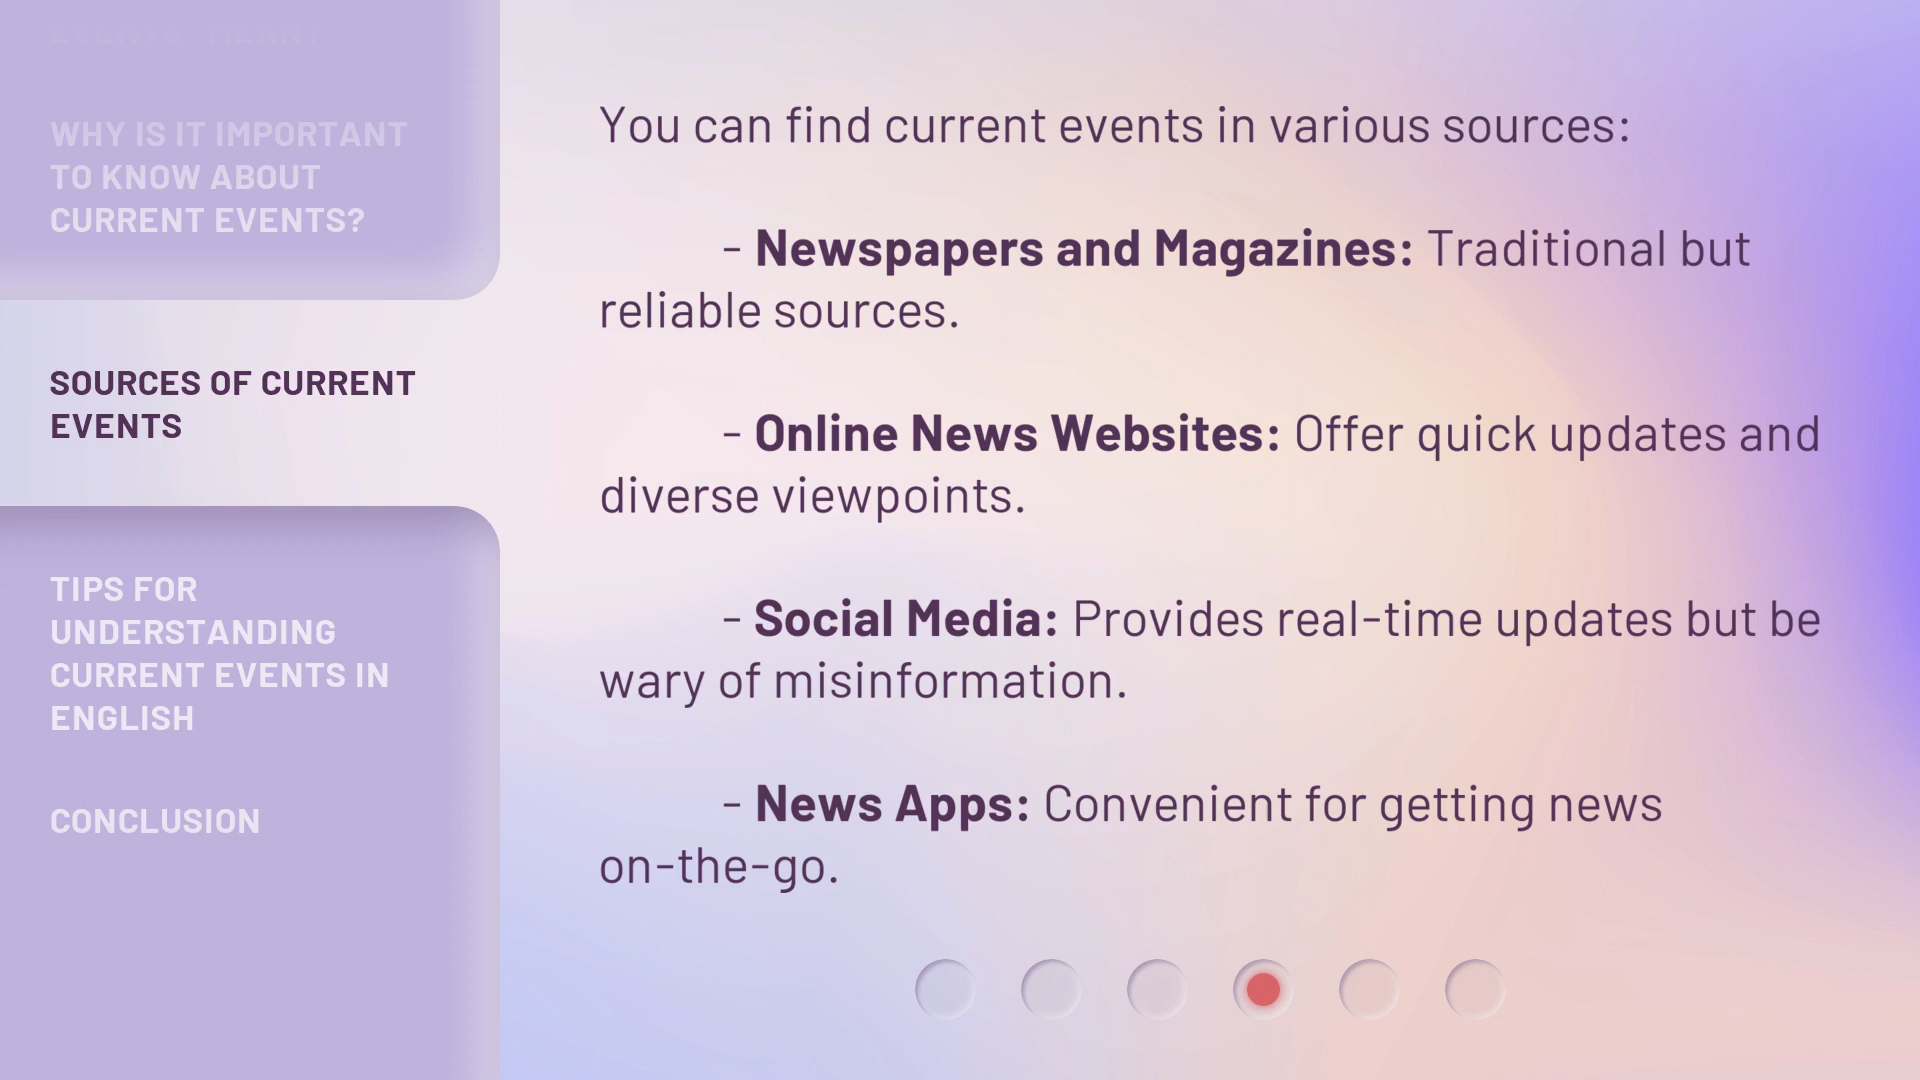 EVENTS" MEAN?
WHY IS IT IMPORTANT
TO KNOW ABOUT
CURRENT EVENTS?
SOURCES OF CURRENT
EVENTS
TIPS FOR
UNDERSTANDING
CURRENT EVENTS IN
ENGLISH
CONCLUSION
You can find current events in various sources:
- Newspapers and Magazines: Traditional but
reliable sources.
- Online News Websites: Offer quick updates and
diverse viewpoints.
- Social Media: Provides real-time updates but be
wary of misinformation.
- News Apps: Convenient for getting news
on-the-go.